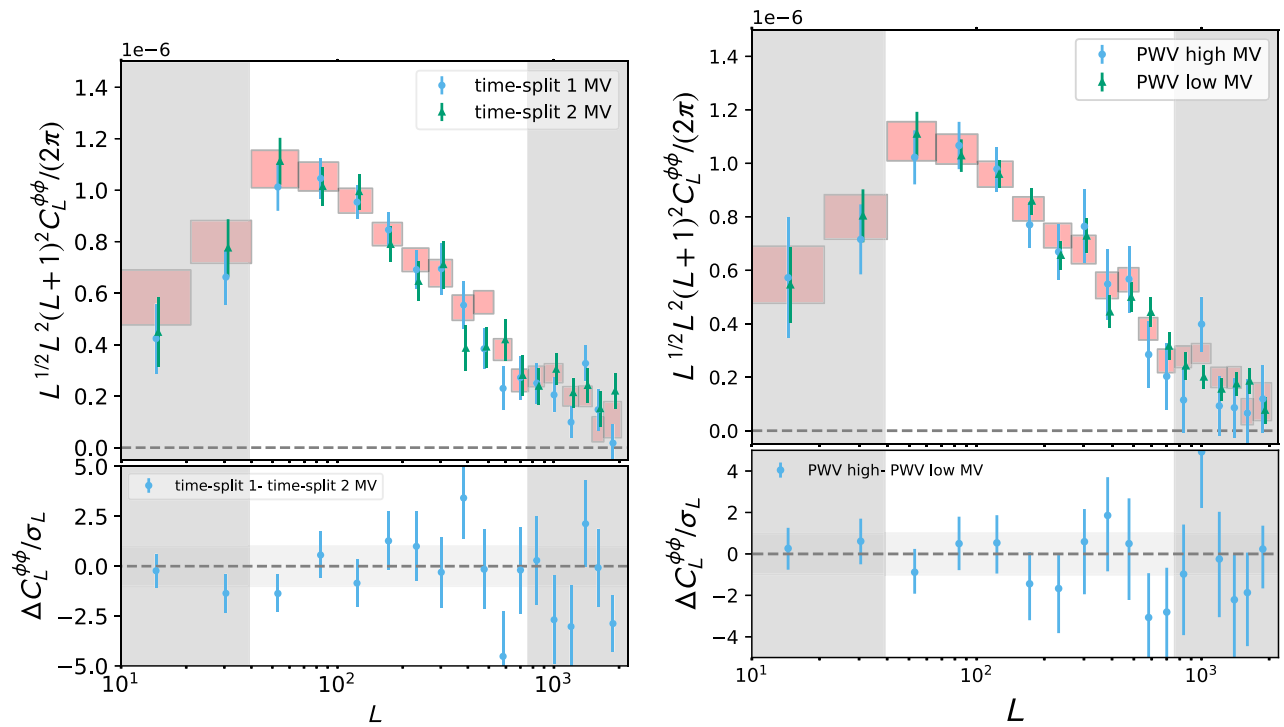 1e−6
L^{1/2}L^2(L+1)^2C_L^{ϕϕ}/(2π)
1.4
1.2
1.0
0.8
0.6
0.4
0.2
0.0
time-split 1 MV
time-split 2 MV
ΔC_L^{ϕϕ}/σ_L
5.0
2.5
0.0
−2.5
−5.0
time-split 1- time-split 2 MV
10^1
10^2
10^3
L
1e−6
L^{1/2}L^2(L+1)^2C_L^{ϕϕ}/(2π)
1.4
1.2
1.0
0.8
0.6
0.4
0.2
0.0
PWV high MV
PWV low MV
ΔC_L^{ϕϕ}/σ_L
4
2
0
−2
−4
PWV high- PWV low MV
10^1
10^2
10^3
L